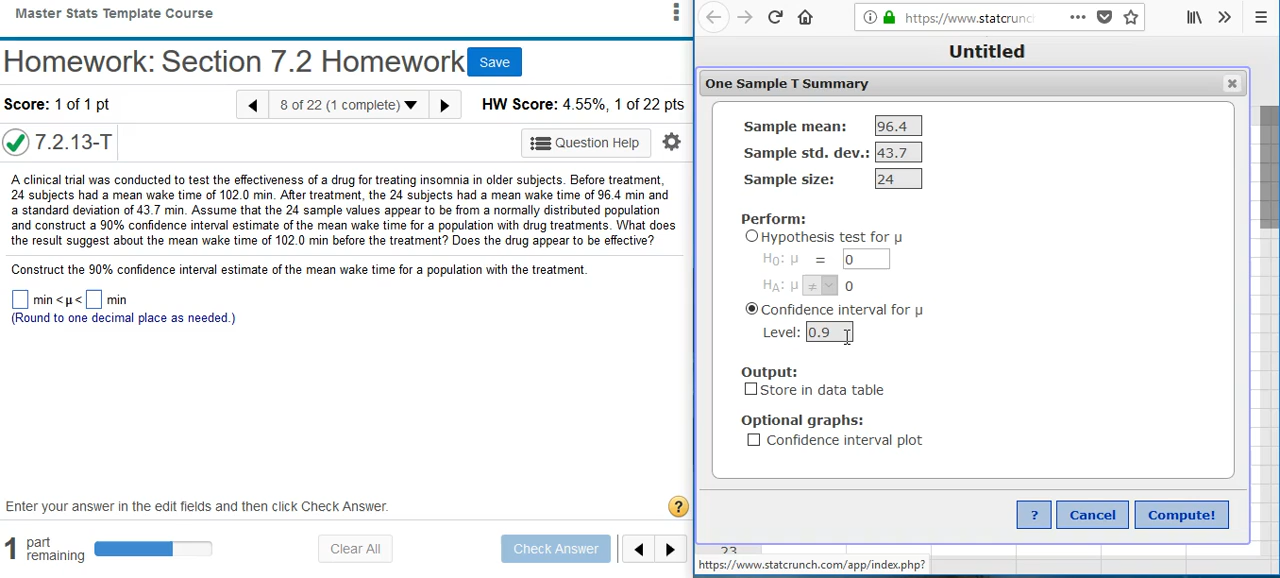 Master Stats Template Course
Homework: Section 7.2 Homework
Save
Score: 1 of 1 pt
8 of 22 (1 complete)
HW Score: 4.55%, 1 of 22 pts
7.2.13-T
Question Help
A clinical trial was conducted to test the effectiveness of a drug for treating insomnia in older subjects. Before treatment,
24 subjects had a mean wake time of 102.0 min. After treatment, the 24 subjects had a mean wake time of 96.4 min and
a standard deviation of 43.7 min. Assume that the 24 sample values appear to be from a normally distributed population
and construct a 90% confidence interval estimate of the mean wake time for a population with drug treatments. What does
the result suggest about the mean wake time of 102.0 min before the treatment? Does the drug appear to be effective?
Construct the 90% confidence interval estimate of the mean wake time for a population with the treatment.
min < μ < min
(Round to one decimal place as needed.)
Enter your answer in the edit fields and then click Check Answer.
?
1 part
remaining
Clear All
Check Answer
https://www.statcrunc
Untitled
One Sample T Summary
Sample mean: 96.4
Sample std. dev.: 43.7
Sample size: 24
Perform:
Hypothesis test for μ
H0: μ = 0
HA: μ ≠ 0
Confidence interval for μ
Level: 0.9
Output:
Store in data table
Optional graphs:
Confidence interval plot
?
Cancel
Compute!
23
https://www.statcrunch.com/app/index.php?